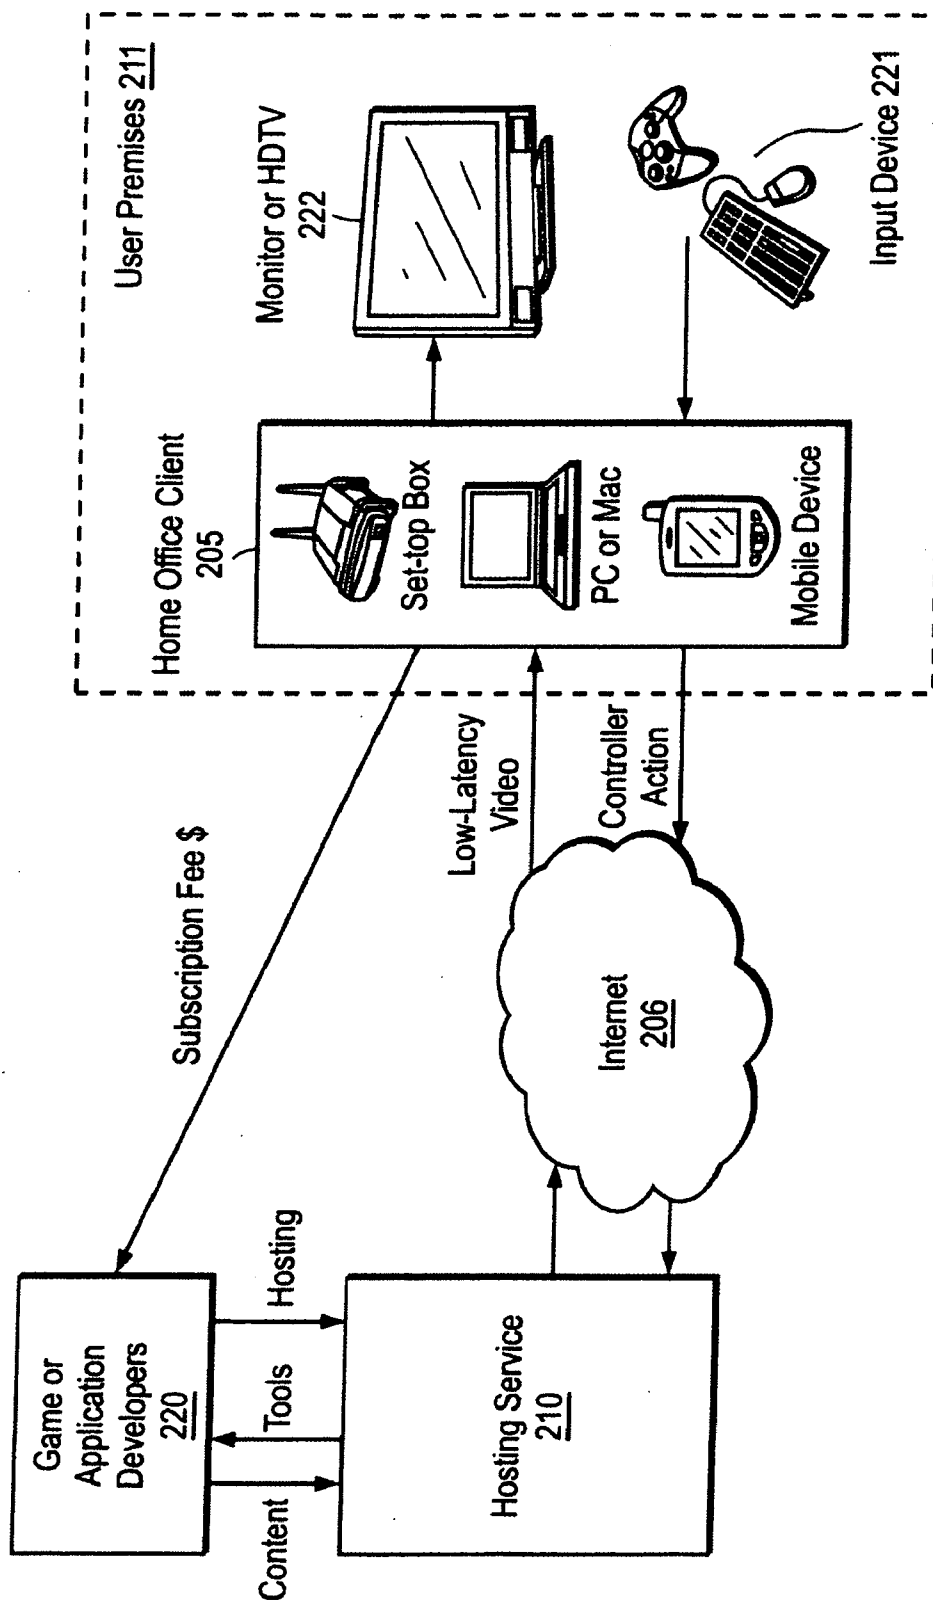 Game or
Application
Developers
220
Content
Tools
Hosting
Hosting Service
210
Subscription Fee $
Internet
206
Low-Latency
Video
Controller
Action
User Premises 211
Home Office Client
205
Set-top Box
PC or Mac
Mobile Device
Monitor or HDTV
222
Input Device 221